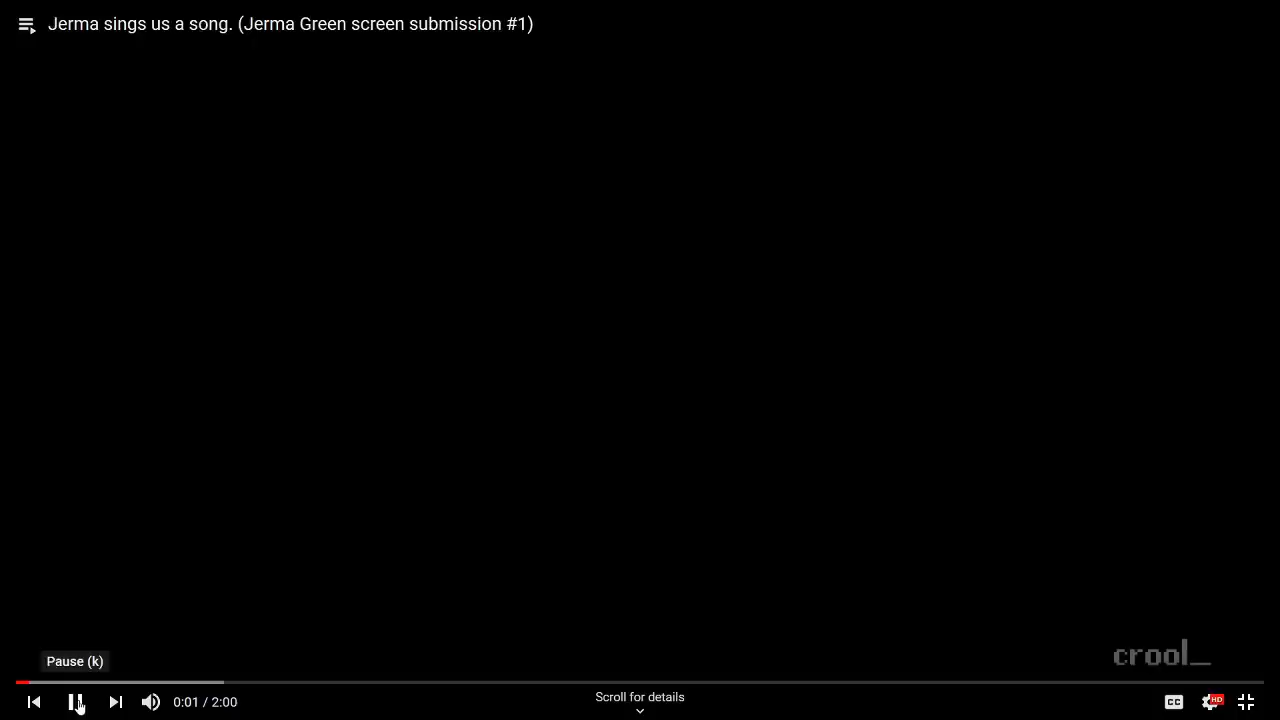 Jerma sings us a song. (Jerma Green screen submission #1)
crool_
Pause (k)
0:01 / 2:00
Scroll for details
CC
HD